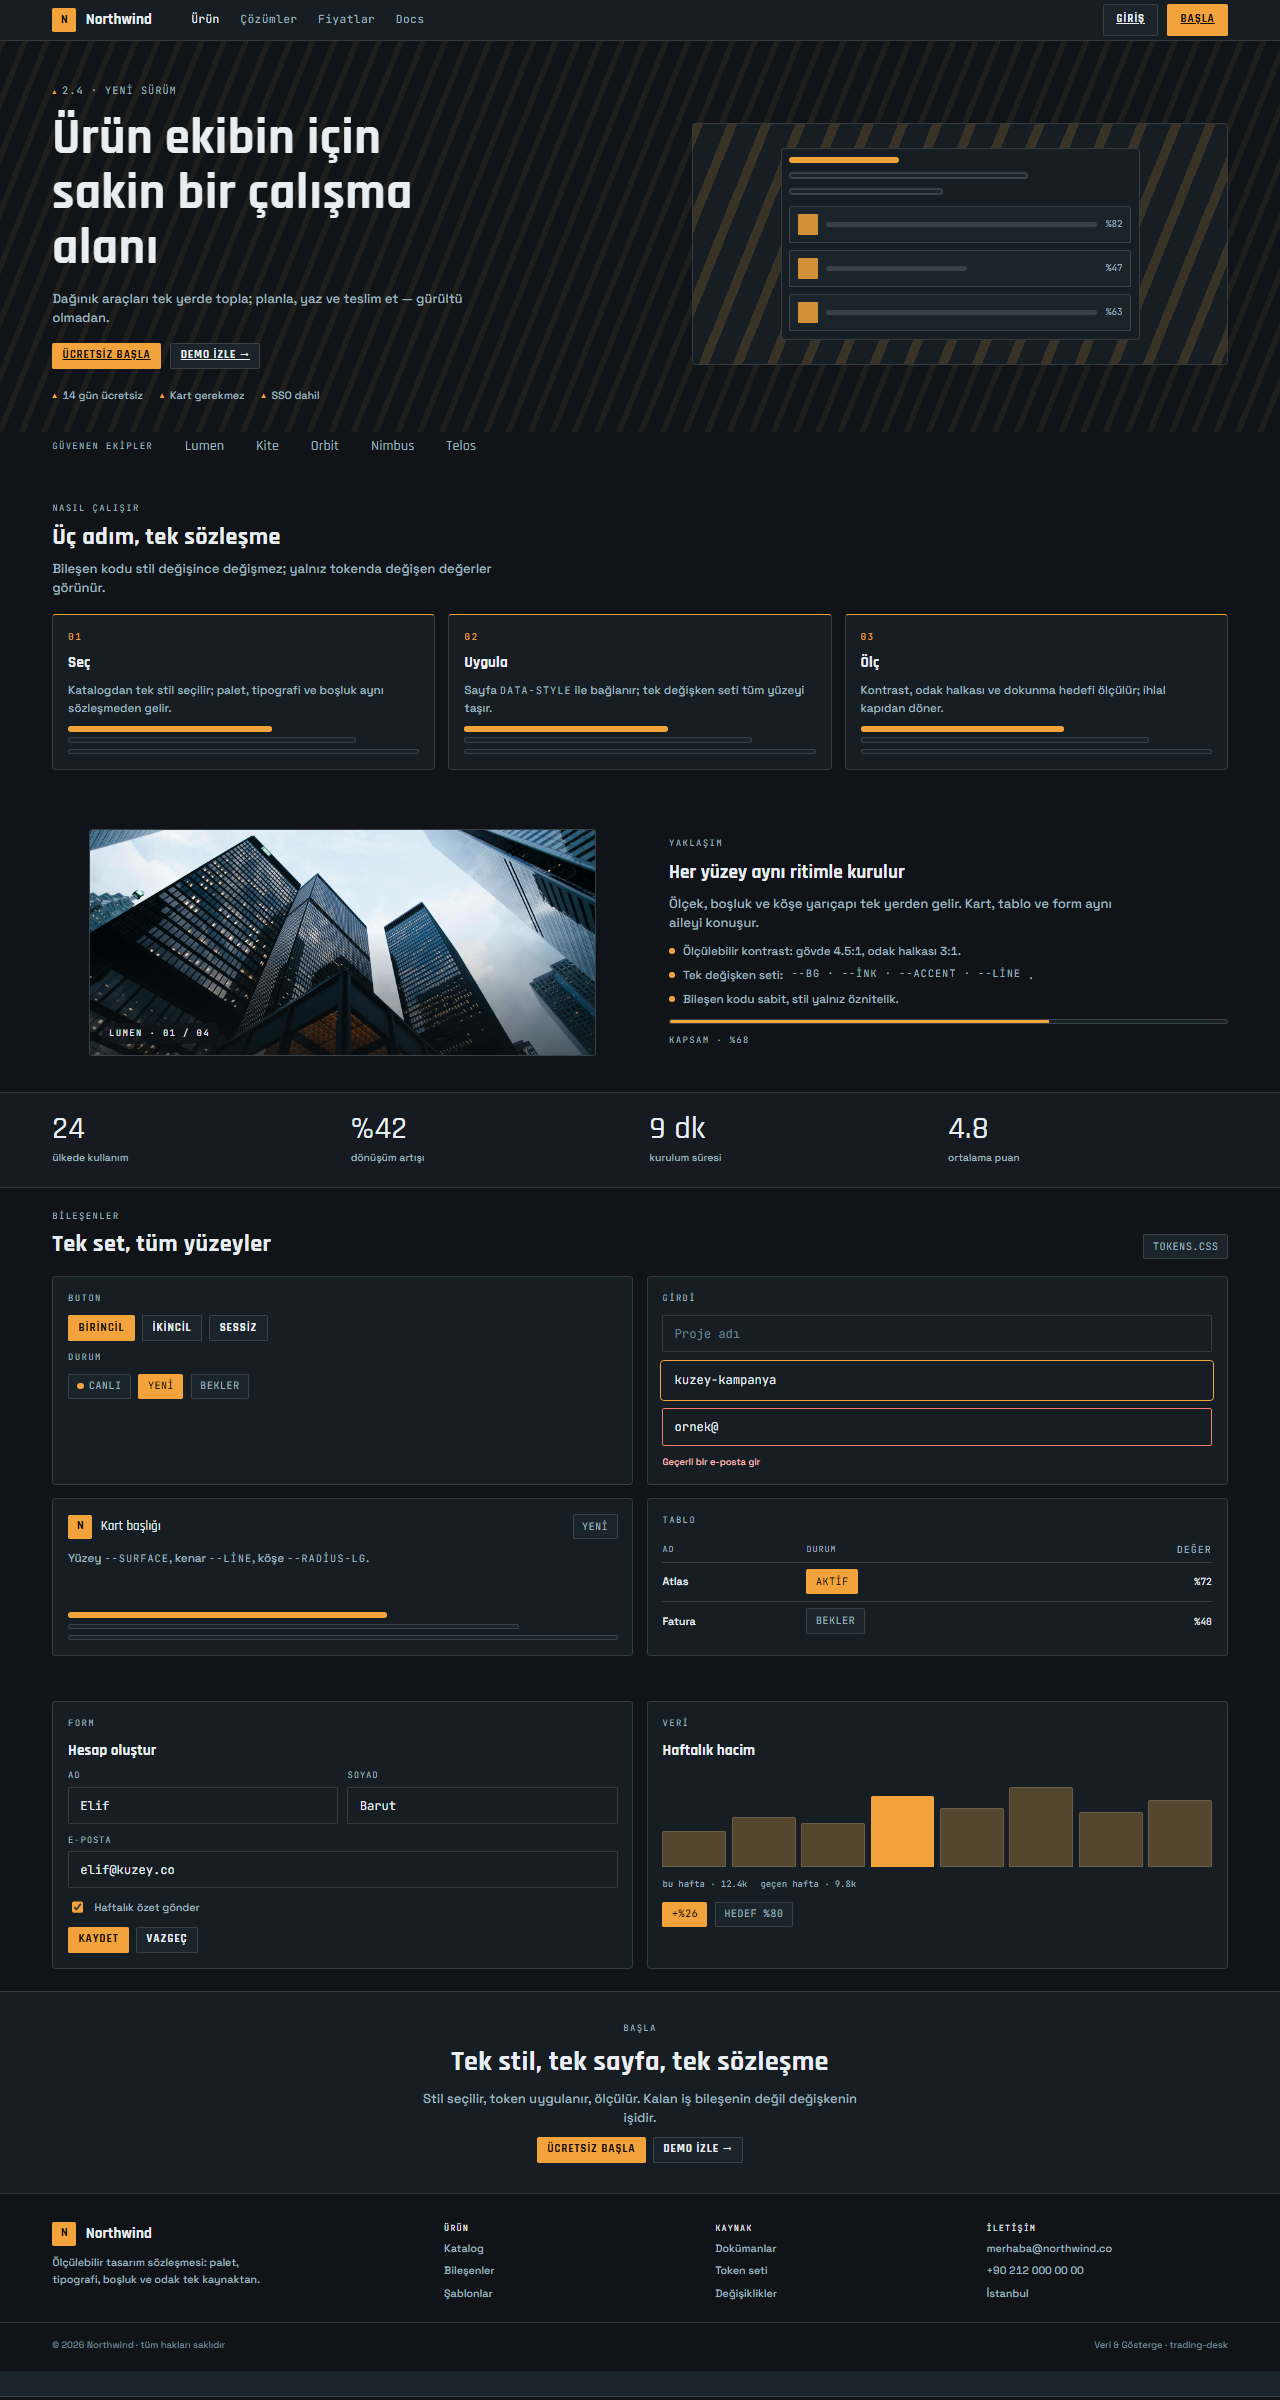 N Northwind Ürün Çözümler Fiyatlar Docs GİRİŞ BAŞLA
▲ 2.4 · YENİ SÜRÜM
Ürün ekibin için
sakin bir çalışma
alanı
Dağınık araçları tek yerde topla; planla, yaz ve teslim et — gürültü
olmadan.
ÜCRETSİZ BAŞLA DEMO İZLE →
▲ 14 gün ücretsiz ▲ Kart gerekmez ▲ SSO dahil
%82
%47
%63
GÜVENEN EKİPLER Lumen Kite Orbit Nimbus Telos
NASIL ÇALIŞIR
Üç adım, tek sözleşme
Bileşen kodu stil değişince değişmez; yalnız tokenda değişen değerler
görünür.
01
Seç
Katalogdan tek stil seçilir; palet, tipografi ve boşluk aynı
sözleşmeden gelir.
02
Uygula
Sayfa DATA-STYLE ile bağlanır; tek değişken seti tüm yüzeyi
taşır.
03
Ölç
Kontrast, odak halkası ve dokunma hedefi ölçülür; ihlal
kapıdan döner.
LUMEN · 01 / 04
YAKLAŞIM
Her yüzey aynı ritimle kurulur
Ölçek, boşluk ve köşe yarıçapı tek yerden gelir. Kart, tablo ve form aynı
aileyi konuşur.
Ölçülebilir kontrast: gövde 4.5:1, odak halkası 3:1.
Tek değişken seti: --BG · --İNK · --ACCENT · --LİNE .
Bileşen kodu sabit, stil yalnız öznitelik.
KAPSAM · %68
24
ülkede kullanım
%42
dönüşüm artışı
9 dk
kurulum süresi
4.8
ortalama puan
BİLEŞENLER
Tek set, tüm yüzeyler
TOKENS.CSS
BUTON
BİRİNCİL İKİNCİL SESSİZ
DURUM
CANLI YENİ BEKLER
GİRDİ
Proje adı
kuzey-kampanya
ornek@
Geçerli bir e-posta gir
N Kart başlığı YENİ
Yüzey --SURFACE, kenar --LİNE, köşe --RADİUS-LG.
TABLO
AD DURUM DEĞER
Atlas AKTİF %72
Fatura BEKLER %40
FORM
Hesap oluştur
AD SOYAD
Elif Barut
E-POSTA
elif@kuzey.co
Haftalık özet gönder
KAYDET VAZGEÇ
VERİ
Haftalık hacim
bu hafta · 12.4k geçen hafta · 9.8k
+%26 HEDEF %80
BAŞLA
Tek stil, tek sayfa, tek sözleşme
Stil seçilir, token uygulanır, ölçülür. Kalan iş bileşenin değil değişkenin
işidir.
ÜCRETSİZ BAŞLA DEMO İZLE →
N Northwind
Ölçülebilir tasarım sözleşmesi: palet,
tipografi, boşluk ve odak tek kaynaktan.
ÜRÜN
Katalog
Bileşenler
Şablonlar
KAYNAK
Dokümanlar
Token seti
Değişiklikler
İLETİŞİM
merhaba@northwind.co
+90 212 000 00 00
İstanbul
© 2026 Northwind · tüm hakları saklıdır
Veri & Gösterge · trading-desk